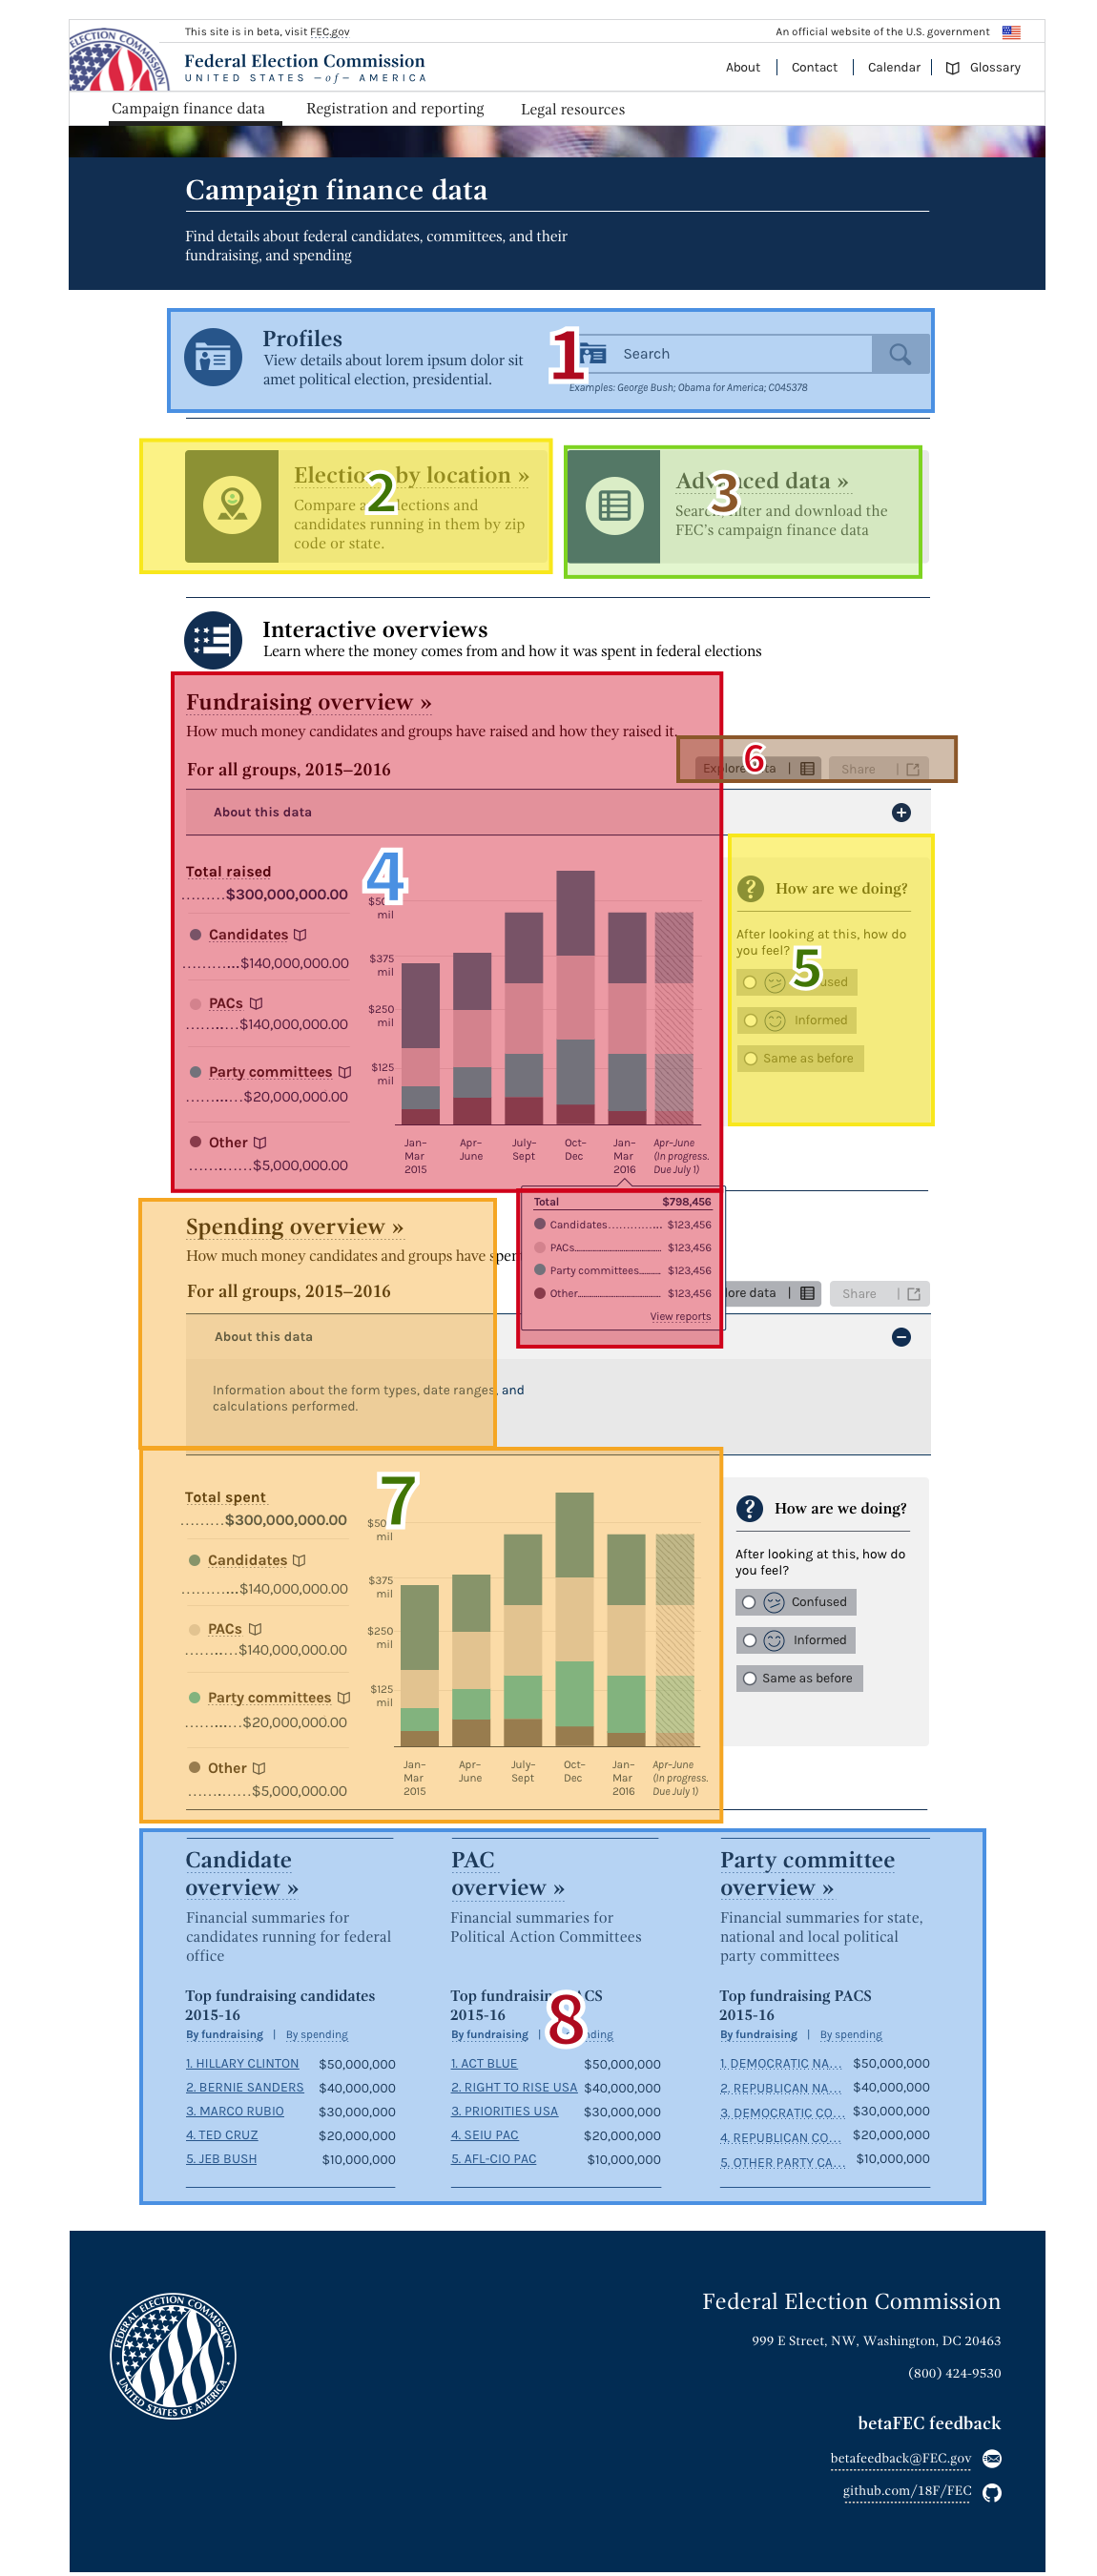 ELECTION COMMISSION
This site is in beta, visit FEC.gov
An official website of the U.S. government
Federal Election Commission
UNITED STATES —of— AMERICA
About | Contact | Calendar | Glossary
Campaign finance data
Registration and reporting
Legal resources
Campaign finance data
Find details about federal candidates, committees, and their
fundraising, and spending
Profiles
View details about lorem ipsum dolor sit
amet political election, presidential.
1
Search
Examples: George Bush; Obama for America; C045378
Elections by location »
2
Compare elections and
candidates running in them by zip
code or state.
Advanced data »
3
Search, filter and download the
FEC's campaign finance data
Interactive overviews
Learn where the money comes from and how it was spent in federal elections
Fundraising overview »
How much money candidates and groups have raised and how they raised it.
For all groups, 2015–2016
6
Explore data |
Share |
About this data
4
Total raised
.........$300,000,000.00
Candidates
............$140,000,000.00
PACs
...........$140,000,000.00
Party committees
............$20,000,000.00
Other
.............$5,000,000.00
$50
mil
$375
mil
$250
mil
$125
mil
Jan–
Mar
2015
Apr–
June
July–
Sept
Oct–
Dec
Jan–
Mar
2016
Apr-June
(In progress.
Due July 1)
How are we doing?
After looking at this, how do
you feel?
5
Confused
Informed
Same as before
Total $798,456
Candidates.............. $123,456
PACs.............. $123,456
Party committees.......... $123,456
Other.............. $123,456
View reports
Spending overview »
How much money candidates and groups have spen
For all groups, 2015–2016
lore data |
Share |
About this data
Information about the form types, date ranges, and
calculations performed.
7
Total spent
.........$300,000,000.00
Candidates
............$140,000,000.00
PACs
...........$140,000,000.00
Party committees
............$20,000,000.00
Other
.............$5,000,000.00
$50
mil
$375
mil
$250
mil
$125
mil
Jan–
Mar
2015
Apr–
June
July–
Sept
Oct–
Dec
Jan–
Mar
2016
Apr-June
(In progress.
Due July 1)
How are we doing?
After looking at this, how do
you feel?
Confused
Informed
Same as before
Candidate
overview »
Financial summaries for
candidates running for federal
office
Top fundraising candidates
2015-16
By fundraising | By spending
1. HILLARY CLINTON $50,000,000
2. BERNIE SANDERS $40,000,000
3. MARCO RUBIO $30,000,000
4. TED CRUZ $20,000,000
5. JEB BUSH $10,000,000
PAC
overview »
Financial summaries for
Political Action Committees
8
Top fundraising PACS
2015-16
By fundraising | By spending
1. ACT BLUE $50,000,000
2. RIGHT TO RISE USA $40,000,000
3. PRIORITIES USA $30,000,000
4. SEIU PAC $20,000,000
5. AFL-CIO PAC $10,000,000
Party committee
overview »
Financial summaries for state,
national and local political
party committees
Top fundraising PACS
2015-16
By fundraising | By spending
1. DEMOCRATIC NA... $50,000,000
2. REPUBLICAN NA... $40,000,000
3. DEMOCRATIC CO... $30,000,000
4. REPUBLICAN CO... $20,000,000
5. OTHER PARTY CA... $10,000,000
FEDERAL ELECTION COMMISSION
UNITED STATES OF AMERICA
Federal Election Commission
999 E Street, NW, Washington, DC 20463
(800) 424-9530
betaFEC feedback
betafeedback@FEC.gov
github.com/18F/FEC